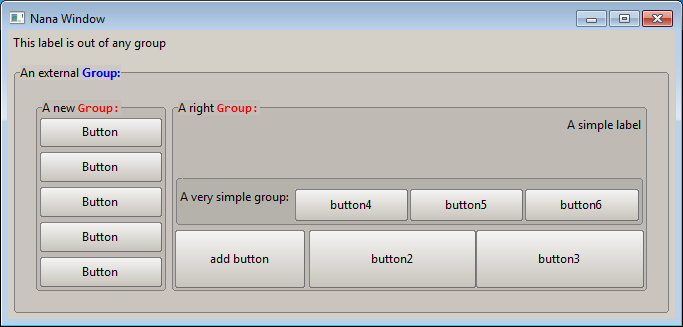 Nana Window
This label is out of any group
An external Group:
A new Group:
Button
Button
Button
Button
Button
A right Group:
A simple label
A very simple group:
button4
button5
button6
add button
button2
button3